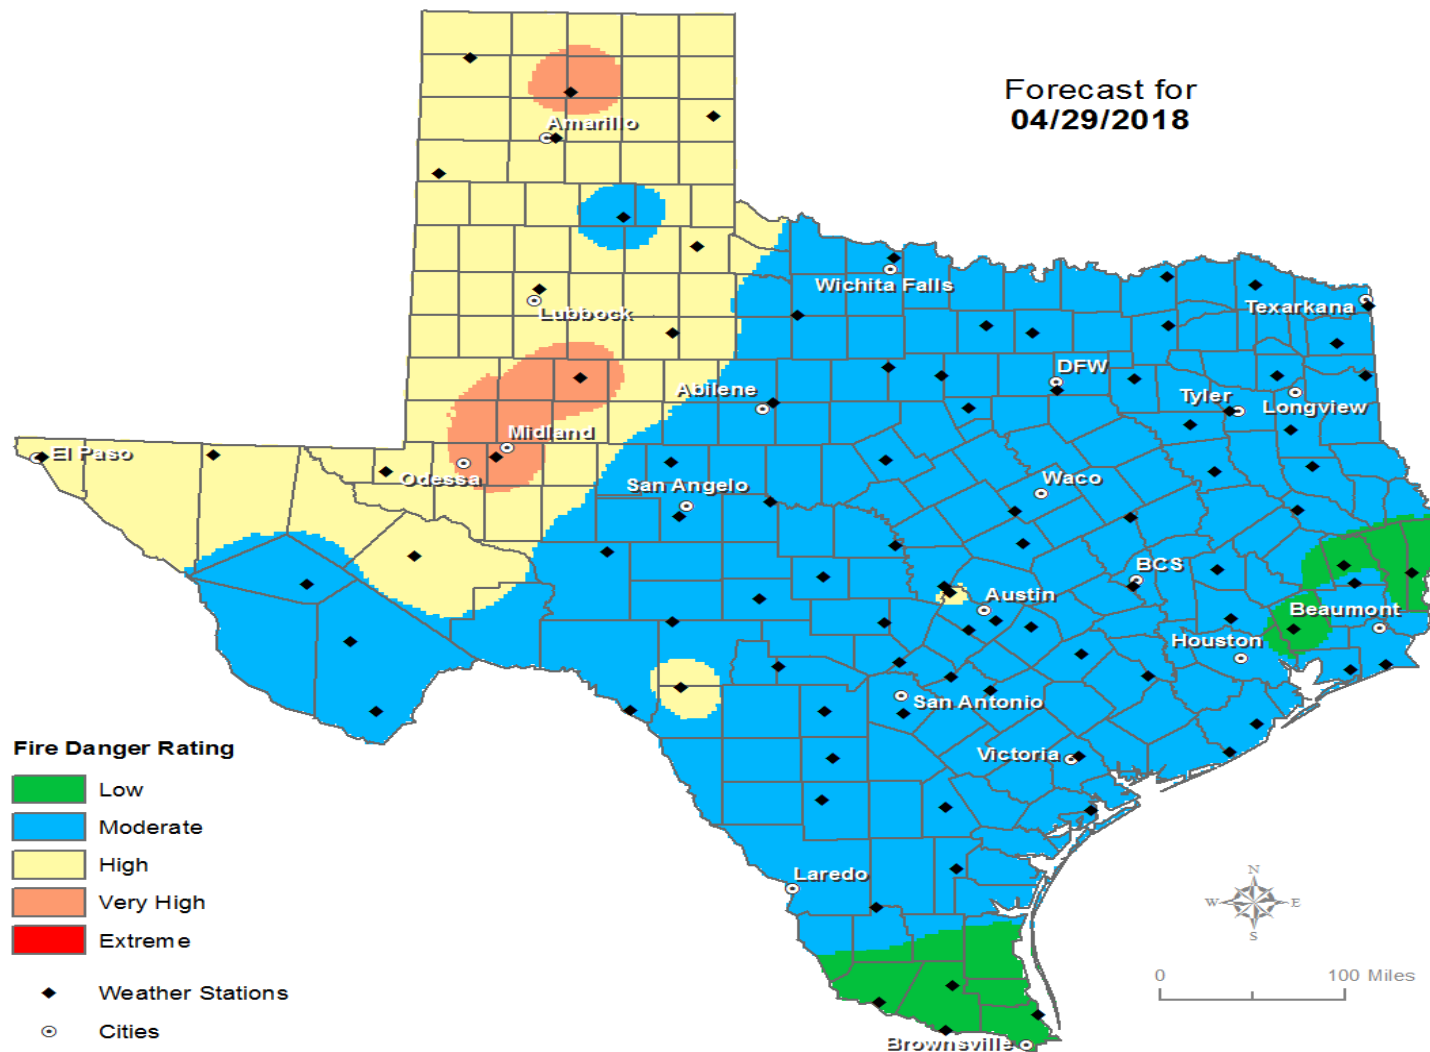 Forecast for
04/29/2018
Amarillo
Wichita Falls
Lubbock
Texarkana
DFW
Abilene
Tyler
Longview
Midland
El Paso
Odessa
San Angelo
Waco
BCS
Austin
Beaumont
Houston
San Antonio
Victoria
Laredo
Brownsville
Fire Danger Rating
Low
Moderate
High
Very High
Extreme
Weather Stations
Cities
N
W E
S
0 100 Miles